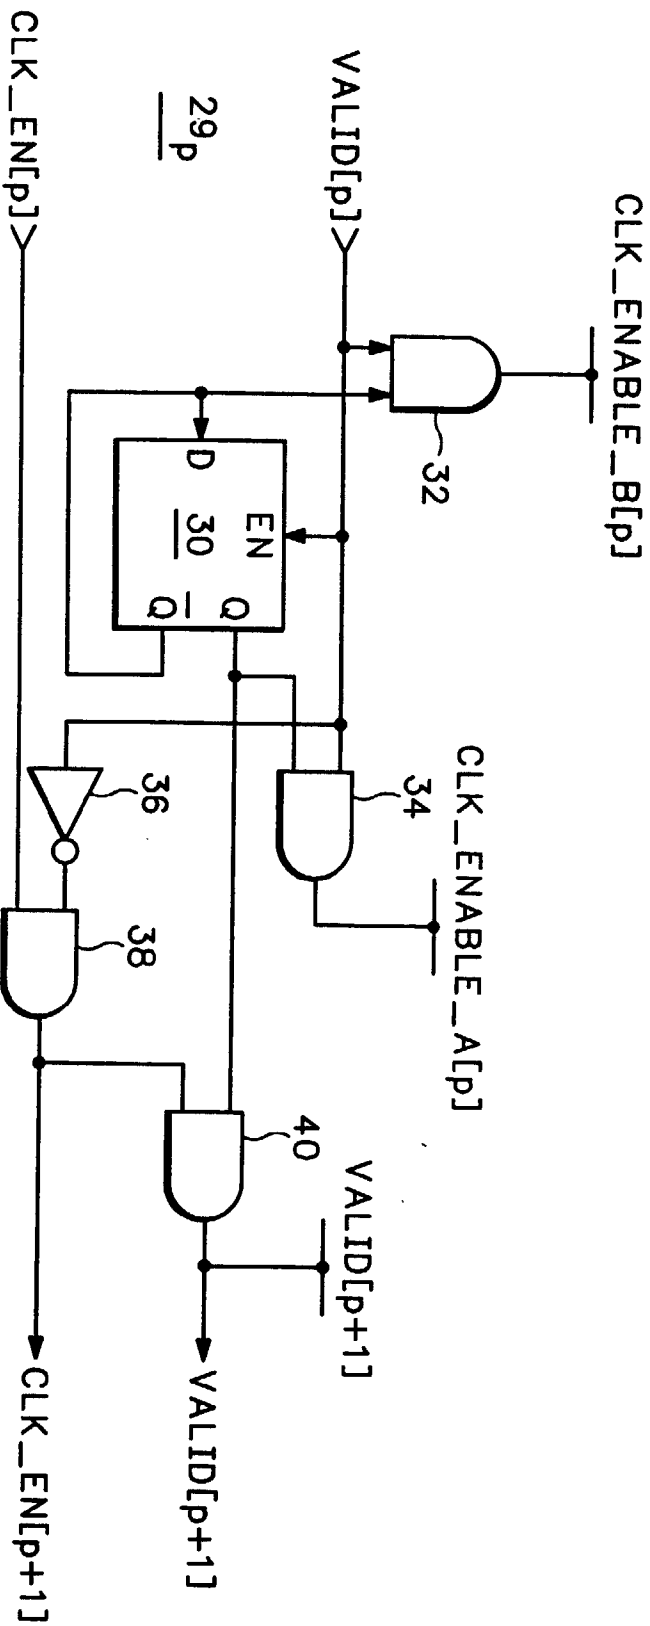 CLK_ENABLE_B[p]
CLK_ENABLE_A[p]
VALID[p+1]
VALID[p]
32
34
40
29p
EN
Q
30
D
Q̅
VALID[p+1]
36
38
CLK_EN[p]
CLK_EN[p+1]